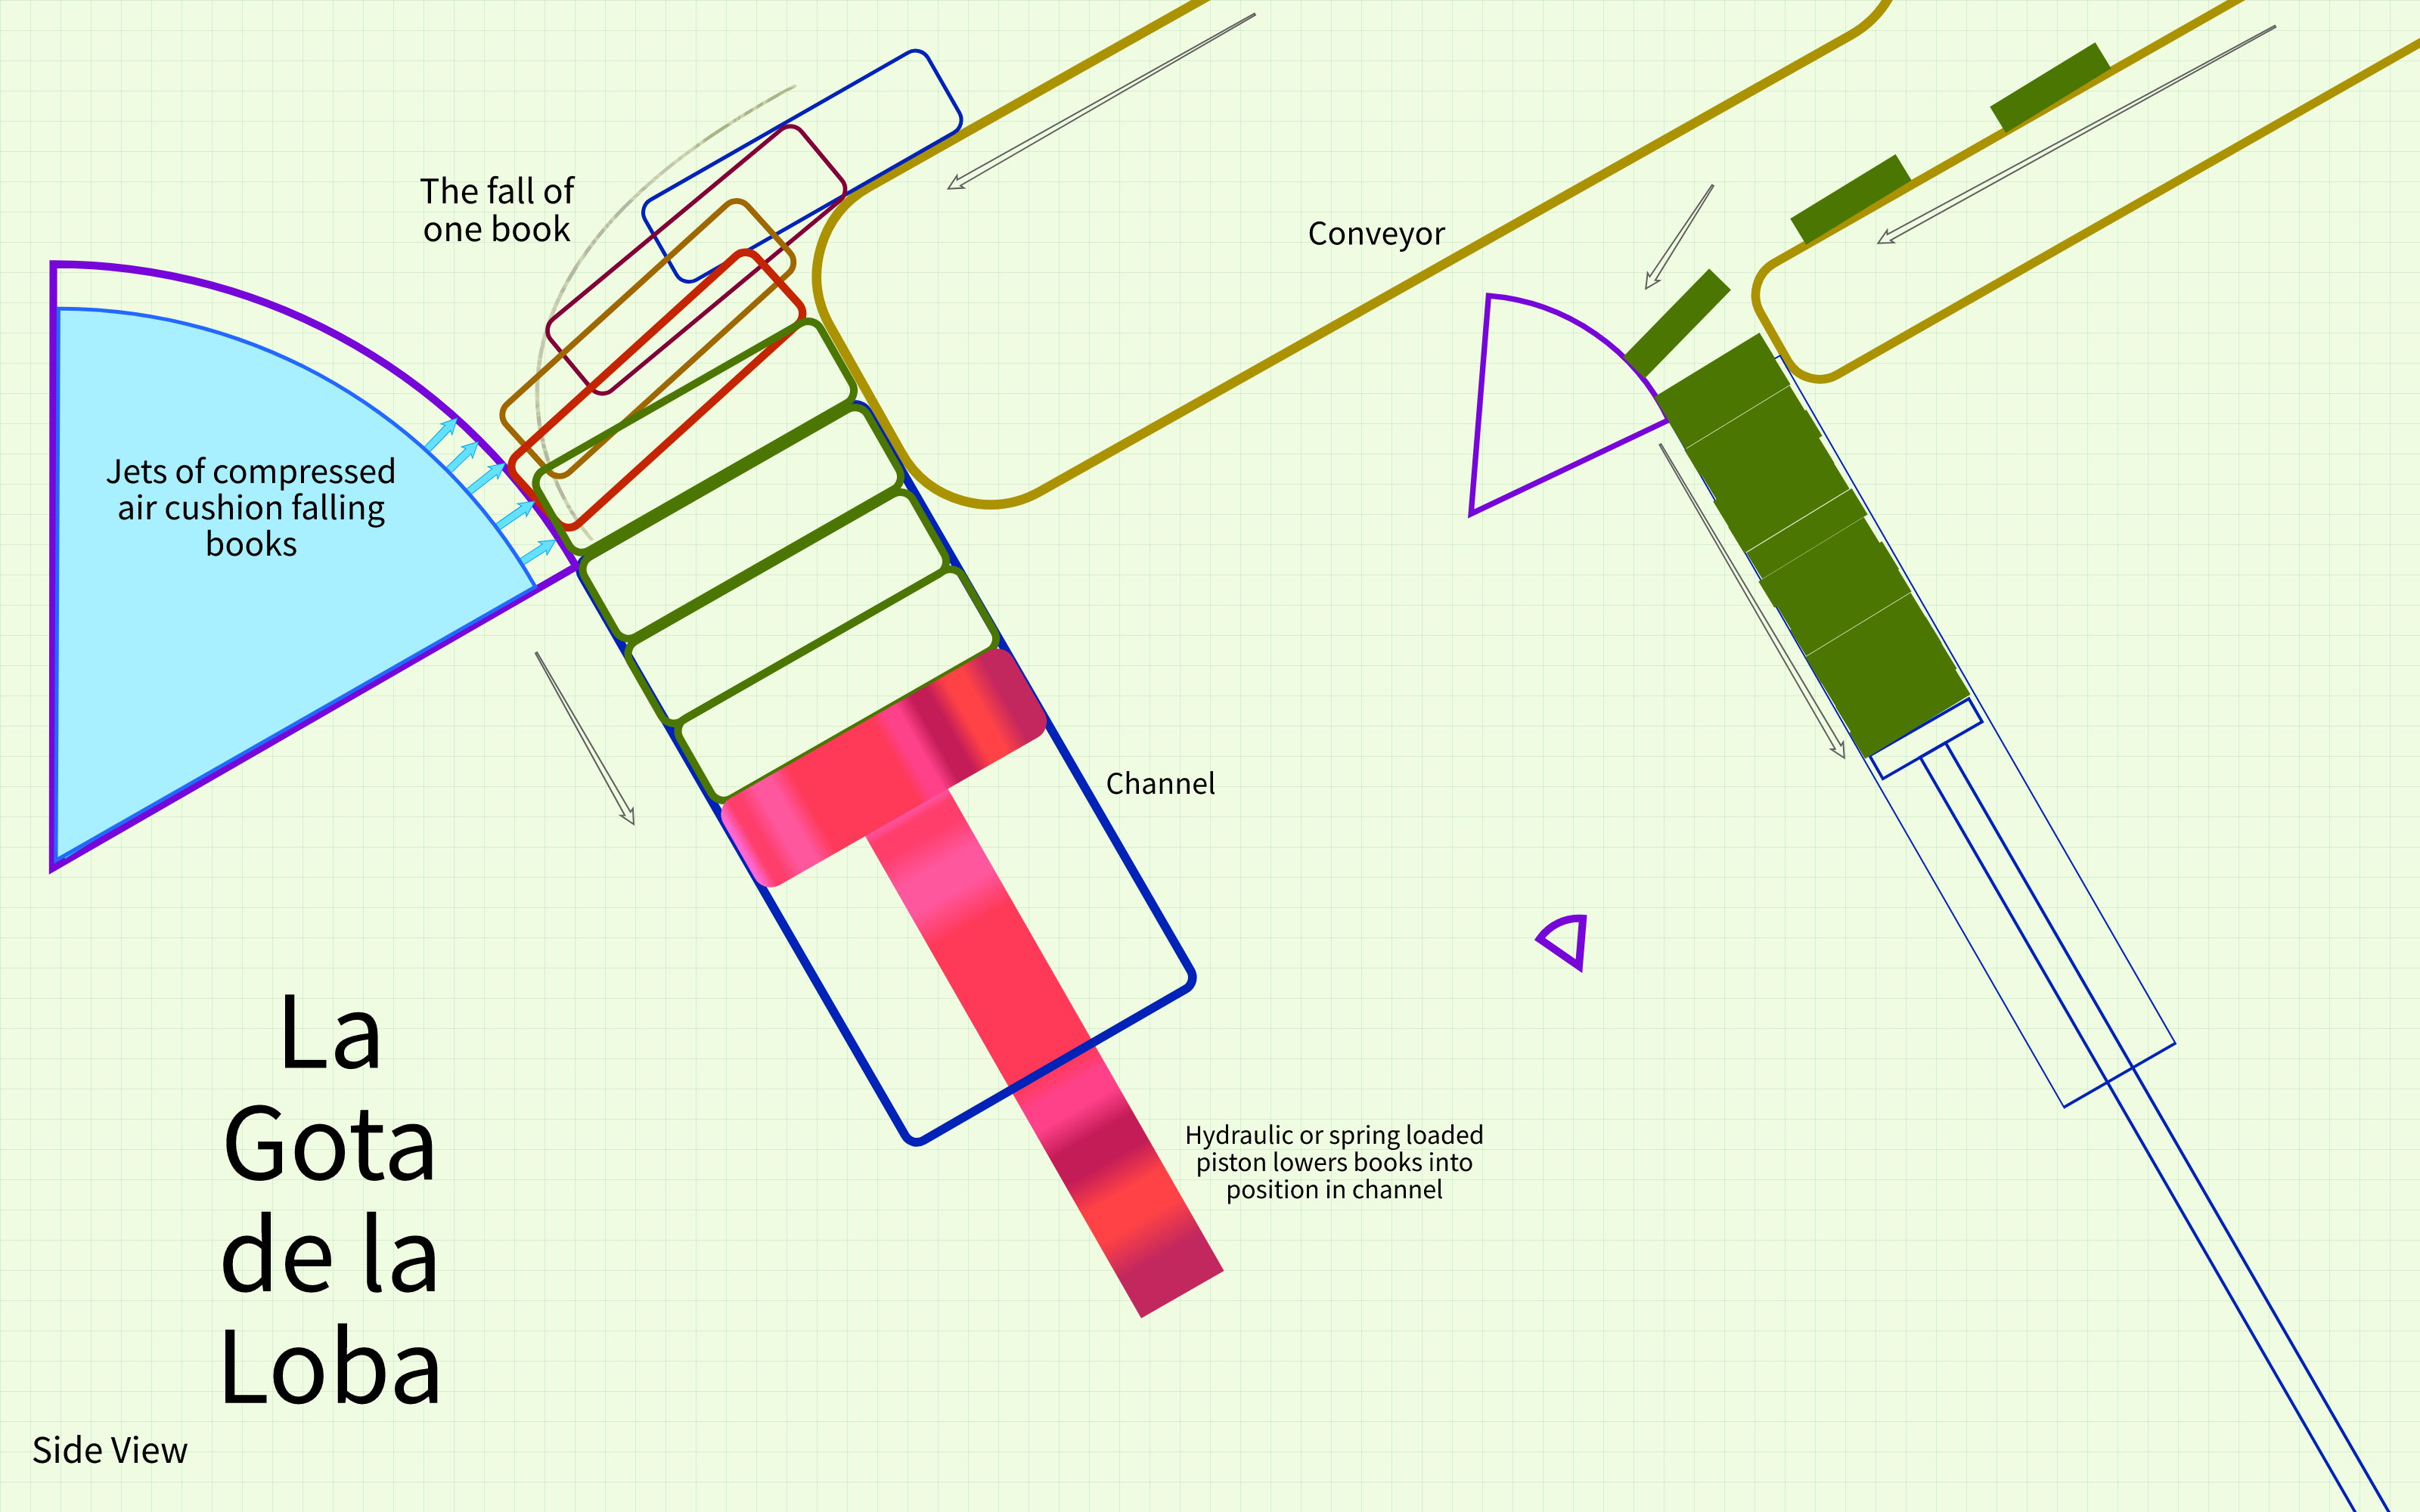 The fall of
one book
Conveyor
Jets of compressed
air cushion falling
books
Channel
Hydraulic or spring loaded
piston lowers books into
position in channel
La
Gota
de la
Loba
Side View